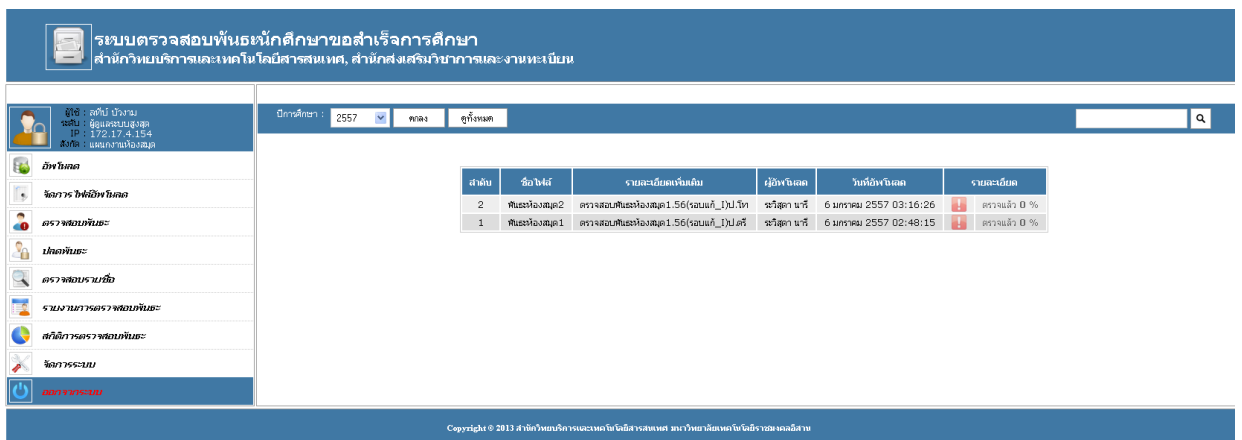 ระบบตรวจสอบพันธะนักศึกษาขอสำเร็จการศึกษา
สำนักวิทยบริการและเทคโนโลยีสารสนเทศ, สำนักส่งเสริมวิชาการและงานทะเบียน
ผู้ใช้ : ลทีป บัวงาม
ระดับ : ผู้ดูแลระบบสูงสุด
IP : 172.17.4.154
สังกัด : แผนกงานห้องสมุด
อัพโหลด
จัดการไฟล์อัพโหลด
ตรวจสอบพันธะ
ปลดพันธะ
ตรวจสอบรายชื่อ
รายงานการตรวจสอบพันธะ
สถิติการตรวจสอบพันธะ
จัดการระบบ
ออกจากระบบ
ปีการศึกษา : 2557 ตกลง ดูทั้งหมด
ลำดับ ชื่อไฟล์ รายละเอียดเพิ่มเติม ผู้อัพโหลด วันที่อัพโหลด รายละเอียด
2 พันธะห้องสมุด2 ตรวจสอบพันธะห้องสมุด1.56(รอบแก้_I)ป.โท ระวิสุดา นารี 6 มกราคม 2557 03:16:26 ตรวจแล้ว 0 %
1 พันธะห้องสมุด1 ตรวจสอบพันธะห้องสมุด1.56(รอบแก้_I)ป.ตรี ระวิสุดา นารี 6 มกราคม 2557 02:48:15 ตรวจแล้ว 0 %
Copyright © 2013 สำนักวิทยบริการและเทคโนโลยีสารสนเทศ มหาวิทยาลัยเทคโนโลยีราชมงคลอีสาน